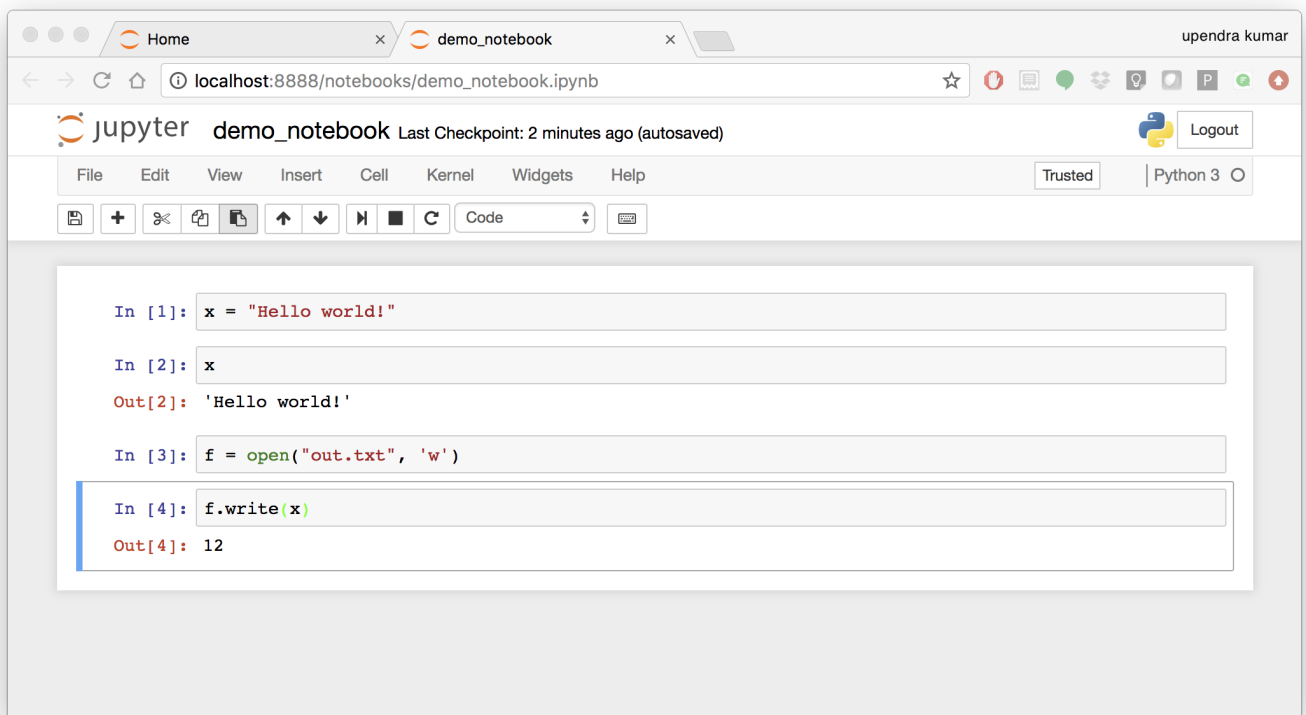 Home
demo_notebook
upendra kumar
localhost:8888/notebooks/demo_notebook.ipynb
P
jupyter demo_notebook Last Checkpoint: 2 minutes ago (autosaved)
Logout
File Edit View Insert Cell Kernel Widgets Help
Trusted
Python 3
Code
In [1]: x = "Hello world!"
In [2]: x
Out[2]: 'Hello world!'
In [3]: f = open("out.txt", 'w')
In [4]: f.write(x)
Out[4]: 12